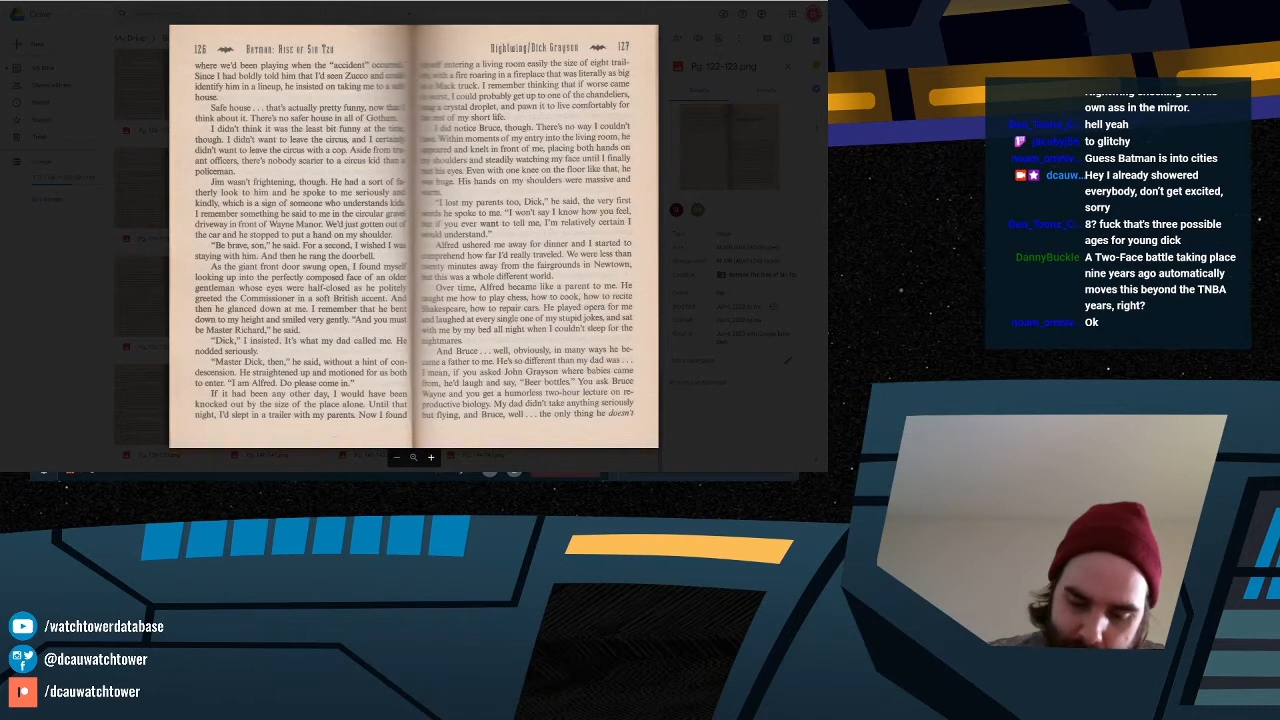 Drive
My Drive
New
126
Batman: Rise of Sin Tzu
where we'd been playing when the "accident" occurred.
Since I had boldly told him that I'd seen Zucco and could
identify him in a lineup, he insisted on taking me to a safe
house.
Safe house . . . that's actually pretty funny, now that I
think about it. There's no safer house in all of Gotham.
I didn't think it was the least bit funny at the time,
though. I didn't want to leave the circus, and I certainly
didn't want to leave the circus with a cop. Aside from tru-
ant officers, there's nobody scarier to a circus kid than a
policeman.
Jim wasn't frightening, though. He had a sort of fa-
therly look to him and he spoke to me seriously and
kindly, which is a sign of someone who understands kids.
I remember something he said to me in the circular gravel
driveway in front of Wayne Manor. We'd just gotten out of
the car and he stopped to put a hand on my shoulder.
"Be brave, son," he said. For a second, I wished I was
staying with him. And then he rang the doorbell.
As the giant front door swung open, I found myself
looking up into the perfectly composed face of an older
gentleman whose eyes were half-closed as he politely
greeted the Commissioner in a soft British accent. And
then he glanced down at me. I remember that he bent
down to my height and smiled very gently. "And you must
be Master Richard," he said.
"Dick," I insisted. It's what my dad called me. He
nodded seriously.
"Master Dick, then," he said, without a hint of con-
descension. He straightened up and motioned for us both
to enter. "I am Alfred. Do please come in."
If it had been any other day, I would have been
knocked out by the size of the place alone. Until that
night, I'd slept in a trailer with my parents. Now I found
Nightwing/Dick Grayson
127
myself entering a living room easily the size of eight trail-
ers, with a fire roaring in a fireplace that was literally as big
as a Mack truck. I remember thinking that if worse came
to worst, I could probably get up to one of the chandeliers,
snag a crystal droplet, and pawn it to live comfortably for
the rest of my short life.
I did notice Bruce, though. There's no way I couldn't
have. Within moments of my entry into the living room, he
appeared and knelt in front of me, placing both hands on
my shoulders and steadily watching my face until I finally
met his eyes. Even with one knee on the floor like that, he
was huge. His hands on my shoulders were massive and
warm.
"I lost my parents too, Dick," he said, the very first
words he spoke to me. "I won't say I know how you feel,
but if you ever want to tell me, I'm relatively certain I
would understand."
Alfred ushered me away for dinner and I started to
comprehend how far I'd really traveled. We were less than
twenty minutes away from the fairgrounds in Newtown,
but this was a whole different world.
Over time, Alfred became like a parent to me. He
taught me how to play chess, how to cook, how to recite
Shakespeare, how to repair cars. He played opera for me
and laughed at every single one of my stupid jokes, and sat
with me by my bed all night when I couldn't sleep for the
nightmares.
And Bruce . . . well, obviously, in many ways he be-
came a father to me. He's so different than my dad was . . .
I mean, if you asked John Grayson where babies came
from, he'd laugh and say, "Beer bottles." You ask Bruce
Wayne and you get a humorless two-hour lecture on re-
productive biology. My dad didn't take anything seriously
but flying, and Bruce, well . . . the only thing he doesn't
Pg. 122-123.png
own ass in the mirror.
Den_Toonz_C... hell yeah
to glitchy
noam_omniv... Guess Batman is into cities
dcauw... Hey I already showered
everybody, don't get excited,
sorry
Den_Toonz_C... 8? fuck that's three possible
ages for young dick
DannyBuckle A Two-Face battle taking place
nine years ago automatically
moves this beyond the TNBA
years, right?
noam_omniv... Ok
/watchtowerdatabase
@dcauwatchtower
/dcauwatchtower